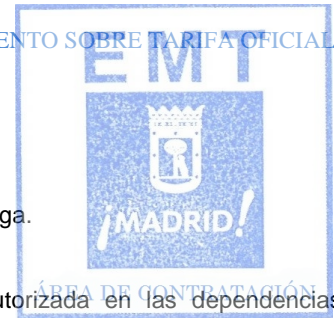 ENTO SOBRE TARIFA OFICIAL
EMT
¡MADRID!
ga.
ÁREA DE CONTRATACIÓN
utorizada en las dependencias